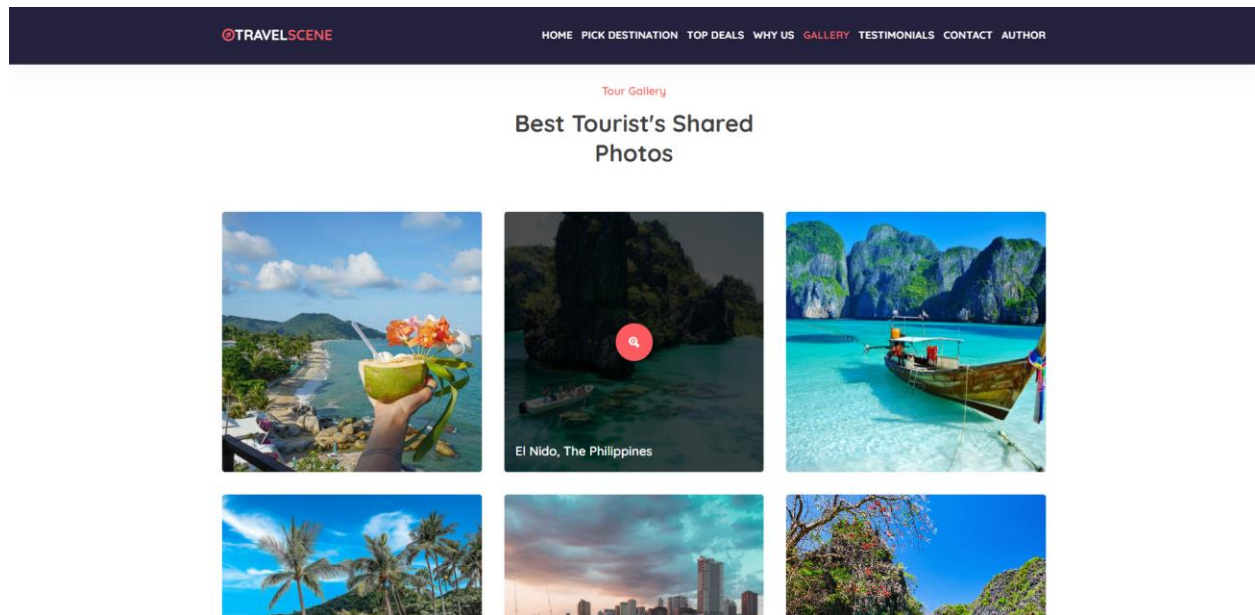 TRAVELSCENE
HOME PICK DESTINATION TOP DEALS WHY US GALLERY TESTIMONIALS CONTACT AUTHOR
Tour Gallery
Best Tourist's Shared
Photos
El Nido, The Philippines